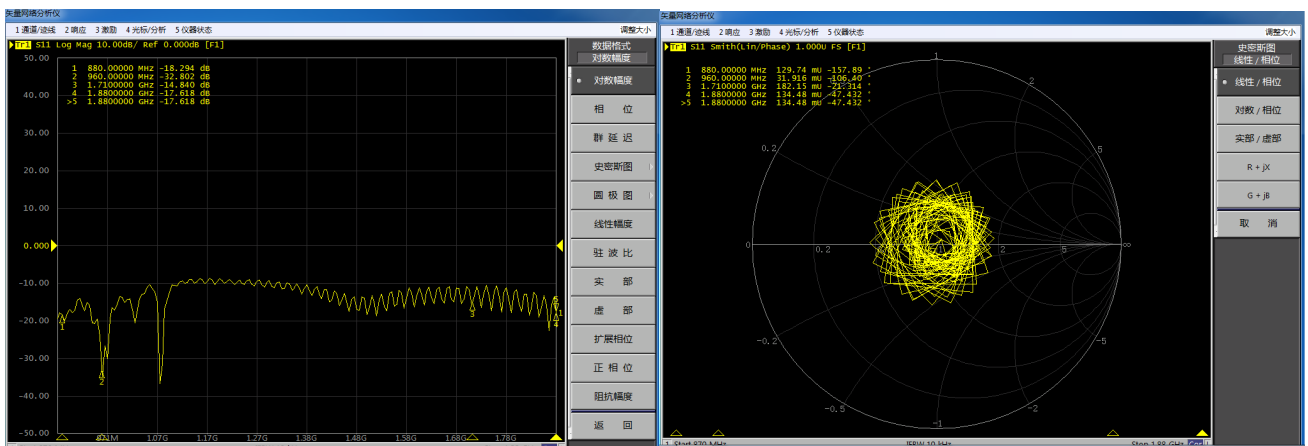 矢量网络分析仪
1 通道/迹线 2 响应 3 激励 4 光标/分析 5 仪器状态 调整大小
Tr1 S11 Log Mag 10.00dB/ Ref 0.000dB [F1]
50.00
40.00
30.00
20.00
10.00
0.000
-10.00
-20.00
-30.00
-40.00
-50.00
1 880.00000 MHz -18.294 dB
2 960.00000 MHz -32.802 dB
3 1.7100000 GHz -14.840 dB
4 1.8800000 GHz -17.618 dB
>5 1.8800000 GHz -17.618 dB
1
2
3
4
1
1.07G 1.17G 1.27G 1.38G 1.48G 1.58G 1.68G 1.78G
数据格式
对数幅度
对数幅度
相 位
群 延 迟
史密斯图
圆 极 图
线性幅度
驻 波 比
实 部
虚 部
扩展相位
正 相 位
阻抗幅度
返 回
矢量网络分析仪
1 通道/迹线 2 响应 3 激励 4 光标/分析 5 仪器状态 调整大小
Tr1 S11 Smith(Lin/Phase) 1.000U FS [F1]
1 880.00000 MHz 129.74 mU -157.89 °
2 960.00000 MHz 31.916 mU -106.40 °
3 1.7100000 GHz 182.15 mU -21.314 °
4 1.8800000 GHz 134.48 mU -47.432 °
>5 1.8800000 GHz 134.48 mU -47.432 °
1
2
0.2
5
0
0.2
2
5
∞
-0.2
-5
-0.5
-2
-1
1 Start 870 MHz IFBW 10 kHz Stop 1.88 GHz Cor
史密斯图
线性 / 相位
线性 / 相位
对数 / 相位
实部 / 虚部
R + jX
G + jB
取 消